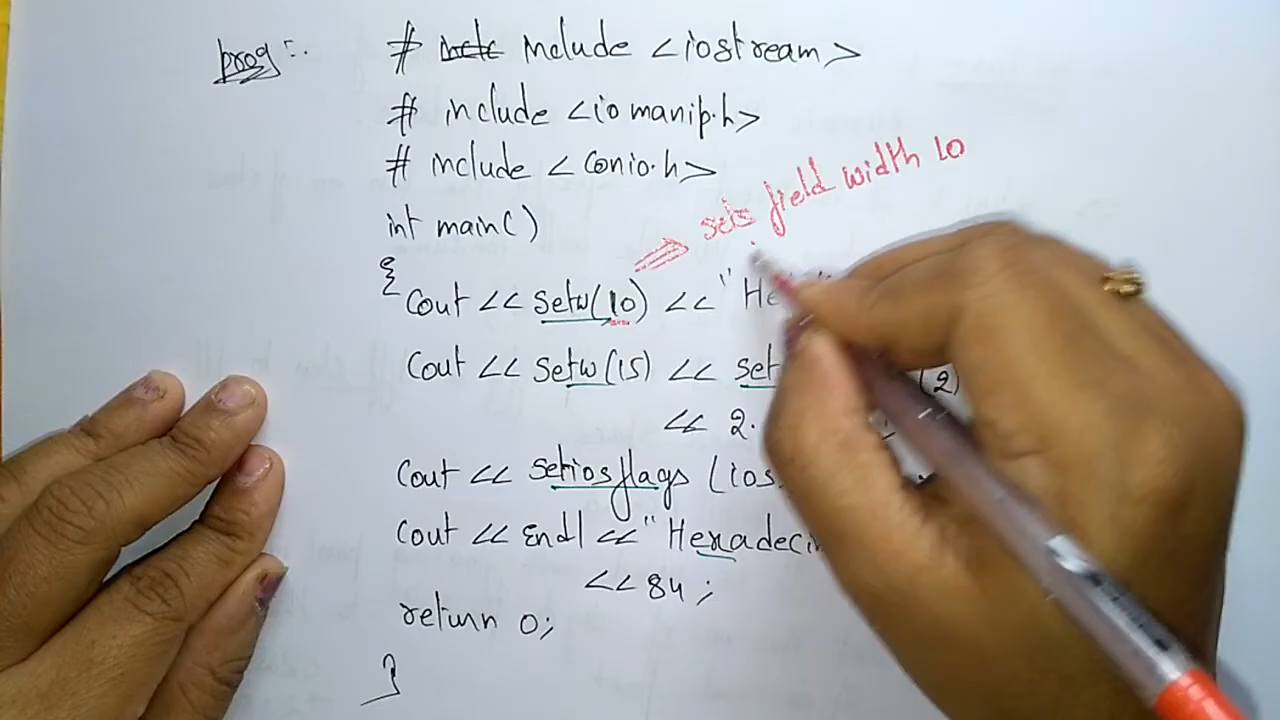 prog :-
# include <iostream>
# include <iomanip.h>
# include <conio.h>
sets field width 10
int main()
{
Cout << setw(10) << "He
Cout << setw(15) << set (2)
<< 2.
Cout << setiosflags (ios
Cout << Endl << "Hexadeci
<< 84;
return 0;
}